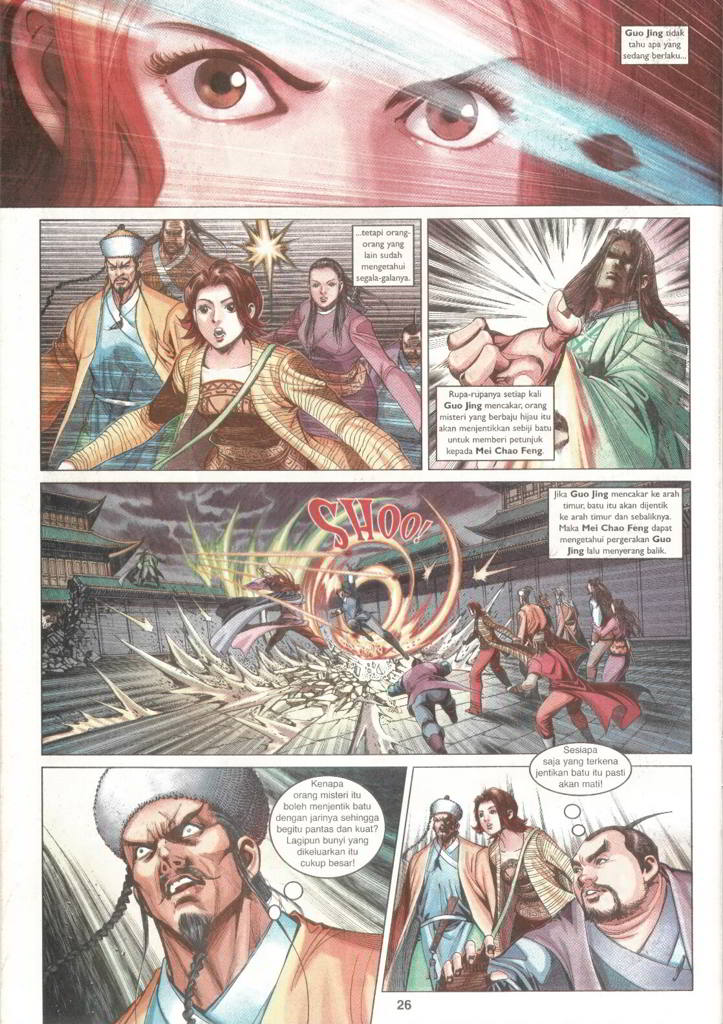 Guo Jing tidak
tahu apa yang
sedang berlaku...
...tetapi orang-
orang yang
lain sudah
mengetahui
segala-galanya.
Rupa-rupanya setiap kali
Guo Jing mencakar, orang
misteri yang berbaju hijau itu
akan menjentikkan sebiji batu
untuk memberi petunjuk
kepada Mei Chao Feng.
Jika Guo Jing mencakar ke arah
timur, batu itu akan dijentik
ke arah timur dan sebaliknya.
Maka Mei Chao Feng dapat
mengetahui pergerakan Guo
Jing lalu menyerang balik.
SHOO!
Kenapa
orang misteri itu
boleh menjentik batu
dengan jarinya sehingga
begitu pantas dan kuat?
Lagipun bunyi yang
dikeluarkan itu
cukup besar!
Sesiapa
saja yang terkena
jentikan batu itu pasti
akan mati!
26